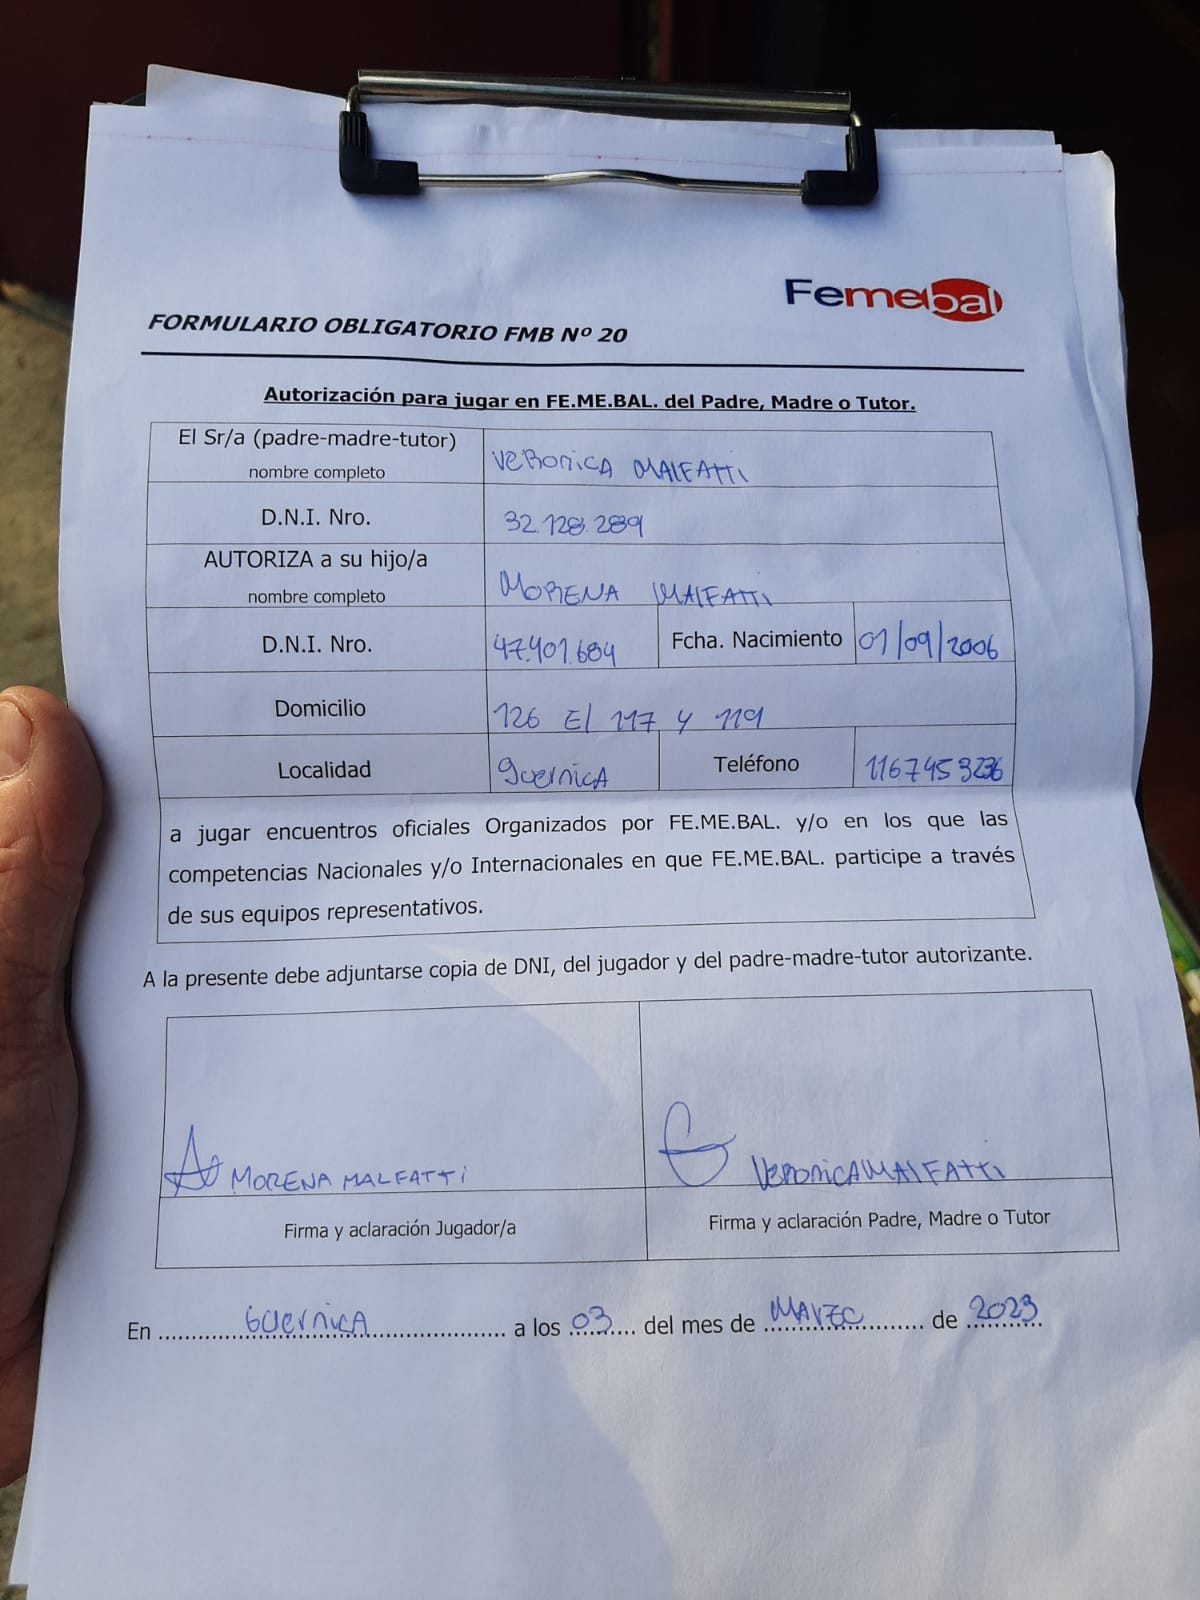 Femebal
FORMULARIO OBLIGATORIO FMB Nº 20
Autorización para jugar en FE.ME.BAL. del Padre, Madre o Tutor.
El Sr/a (padre-madre-tutor)
nombre completo
VERONICA MALFATTI
D.N.I. Nro.
32.128.289
AUTORIZA a su hijo/a
nombre completo
MORENA MALFATTI
D.N.I. Nro.
47.401.684
Fcha. Nacimiento
01/09/2006
Domicilio
126 E/ 117 y 119
Localidad
guernica
Teléfono
1167453236
a jugar encuentros oficiales Organizados por FE.ME.BAL. y/o en los que las
competencias Nacionales y/o Internacionales en que FE.ME.BAL. participe a través
de sus equipos representativos.
A la presente debe adjuntarse copia de DNI, del jugador y del padre-madre-tutor autorizante.
MORENA MALFATTI
VERONICA MALFATTI
Firma y aclaración Jugador/a
Firma y aclaración Padre, Madre o Tutor
En Guernica a los 03 del mes de MARZO de 2023